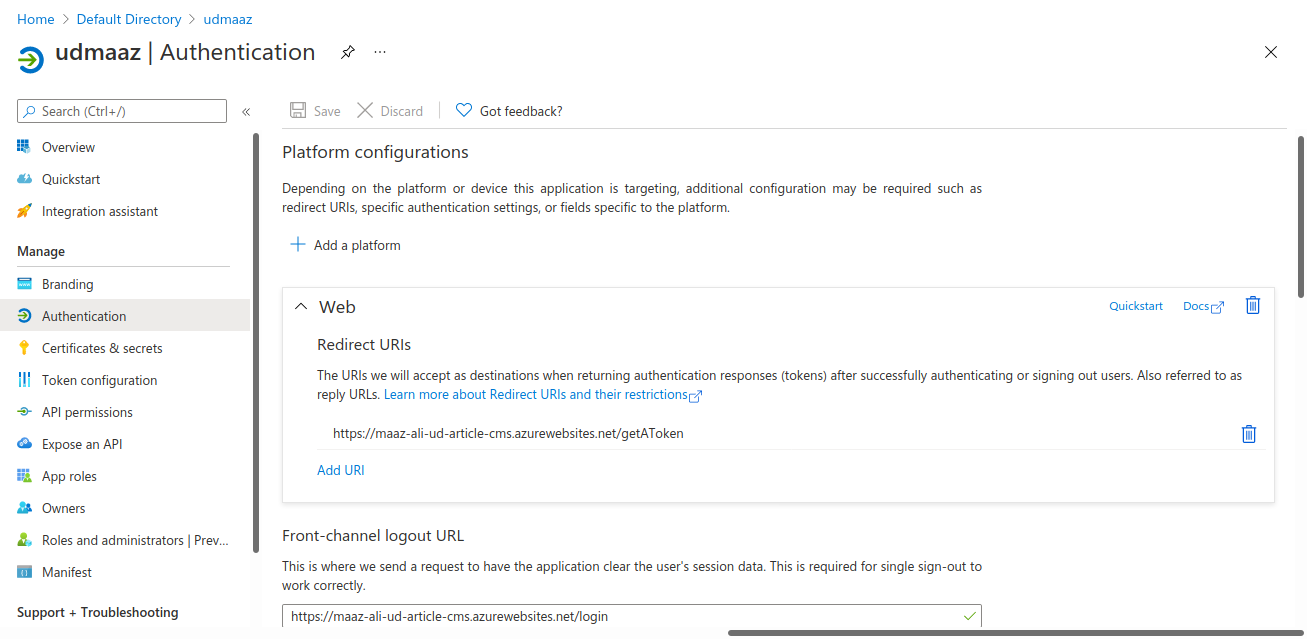 Home > Default Directory > udmaaz
udmaaz | Authentication
Search (Ctrl+/)
Overview
Quickstart
Integration assistant
Manage
Branding
Authentication
Certificates & secrets
Token configuration
API permissions
Expose an API
App roles
Owners
Roles and administrators | Prev...
Manifest
Support + Troubleshooting
Save Discard Got feedback?
Platform configurations
Depending on the platform or device this application is targeting, additional configuration may be required such as
redirect URIs, specific authentication settings, or fields specific to the platform.
Add a platform
Web Quickstart Docs
Redirect URIs
The URIs we will accept as destinations when returning authentication responses (tokens) after successfully authenticating or signing out users. Also referred to as
reply URLs. Learn more about Redirect URIs and their restrictions
https://maaz-ali-ud-article-cms.azurewebsites.net/getAToken
Add URI
Front-channel logout URL
This is where we send a request to have the application clear the user's session data. This is required for single sign-out to
work correctly.
https://maaz-ali-ud-article-cms.azurewebsites.net/login